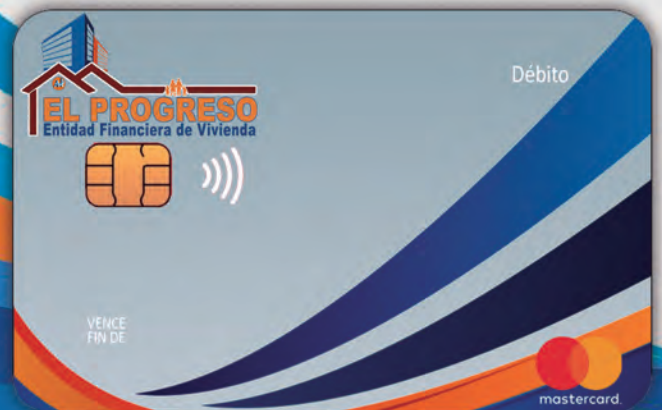 EL PROGRESO
Entidad Financiera de Vivienda
Débito
VENCE
FIN DE
mastercard.